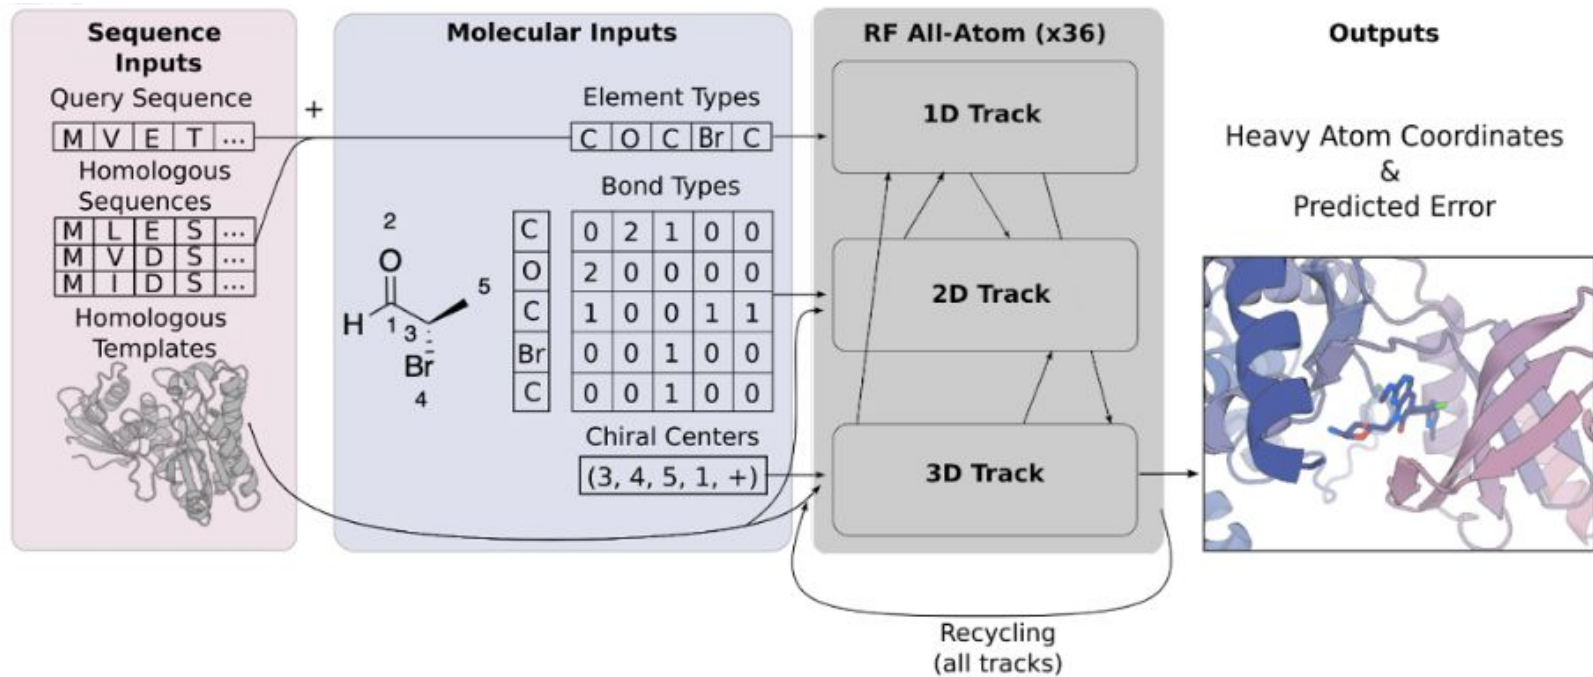 Sequence
Inputs
Query Sequence
M V E T ...
Homologous
Sequences
M L E S ...
M V D S ...
M I D S ...
Homologous
Templates
+
Molecular Inputs
Element Types
C O C Br C
Bond Types
C 0 2 1 0 0
O 2 0 0 0 0
C 1 0 0 1 1
Br 0 0 1 0 0
C 0 0 1 0 0
2
O
5
H
1
3
Br
4
Chiral Centers
(3, 4, 5, 1, +)
RF All-Atom (x36)
1D Track
2D Track
3D Track
Recycling
(all tracks)
Outputs
Heavy Atom Coordinates
&
Predicted Error